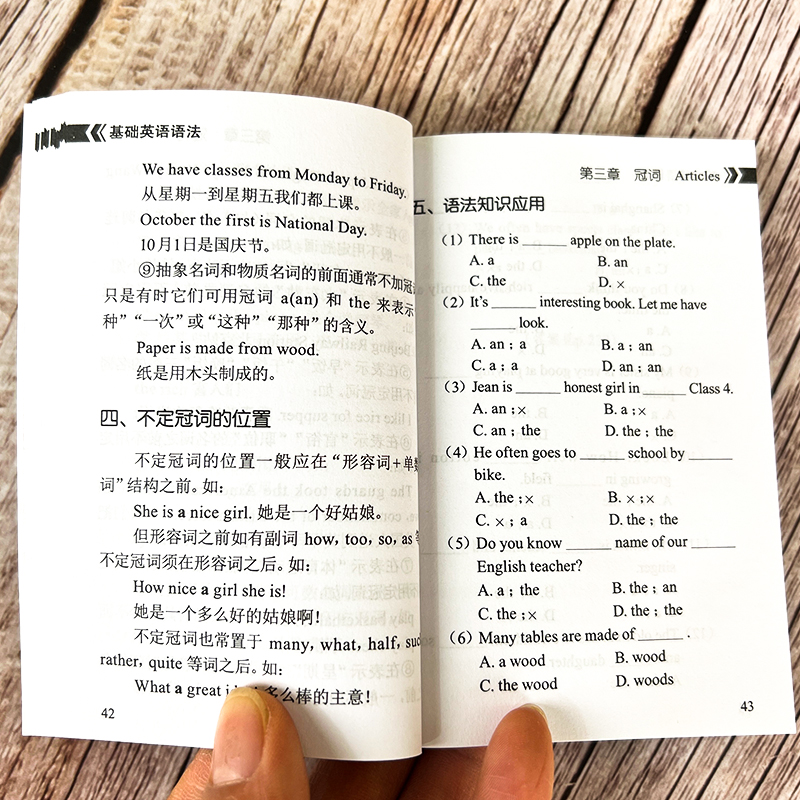 基础英语语法
We have classes from Monday to Friday.
从星期一到星期五我们都上课。
October the first is National Day.
10月1日是国庆节。
⑨抽象名词和物质名词的前面通常不加冠
只是有时它们可用冠词 a(an) 和 the 来表示
种”“一次”或“这种”“那种”的含义。
Paper is made from wood.
纸是用木头制成的。
四、不定冠词的位置
不定冠词的位置一般应在“形容词+单
词”结构之前。如:
She is a nice girl. 她是一个好姑娘。
但形容词之前如有副词 how, too, so, as
不定冠词须在形容词之后。如:
How nice a girl she is!
她是一个多么好的姑娘啊!
不定冠词也常置于 many, what, half,
rather, quite 等词之后。如:
What a great 多么棒的主意!
42
第三章 冠词 Articles
五、语法知识应用
(1) There is ______ apple on the plate.
A. a B. an
C. the D. ×
(2) It’s ______ interesting book. Let me have
______ look.
A. an ; a B. a ; an
C. a ; a D. an ; an
(3) Jean is ______ honest girl in ______ Class 4.
A. an ;× B. a ;×
C. an ; the D. the ; the
(4) He often goes to ______ school by ______
bike.
A. the ;× B. × ;×
C. × ; a D. the ; the
(5) Do you know ______ name of our ______
English teacher?
A. a ; the B. the ; an
C. the ;× D. the ; the
(6) Many tables are made of ______ .
A. a wood B. wood
C. the wood D. woods
43